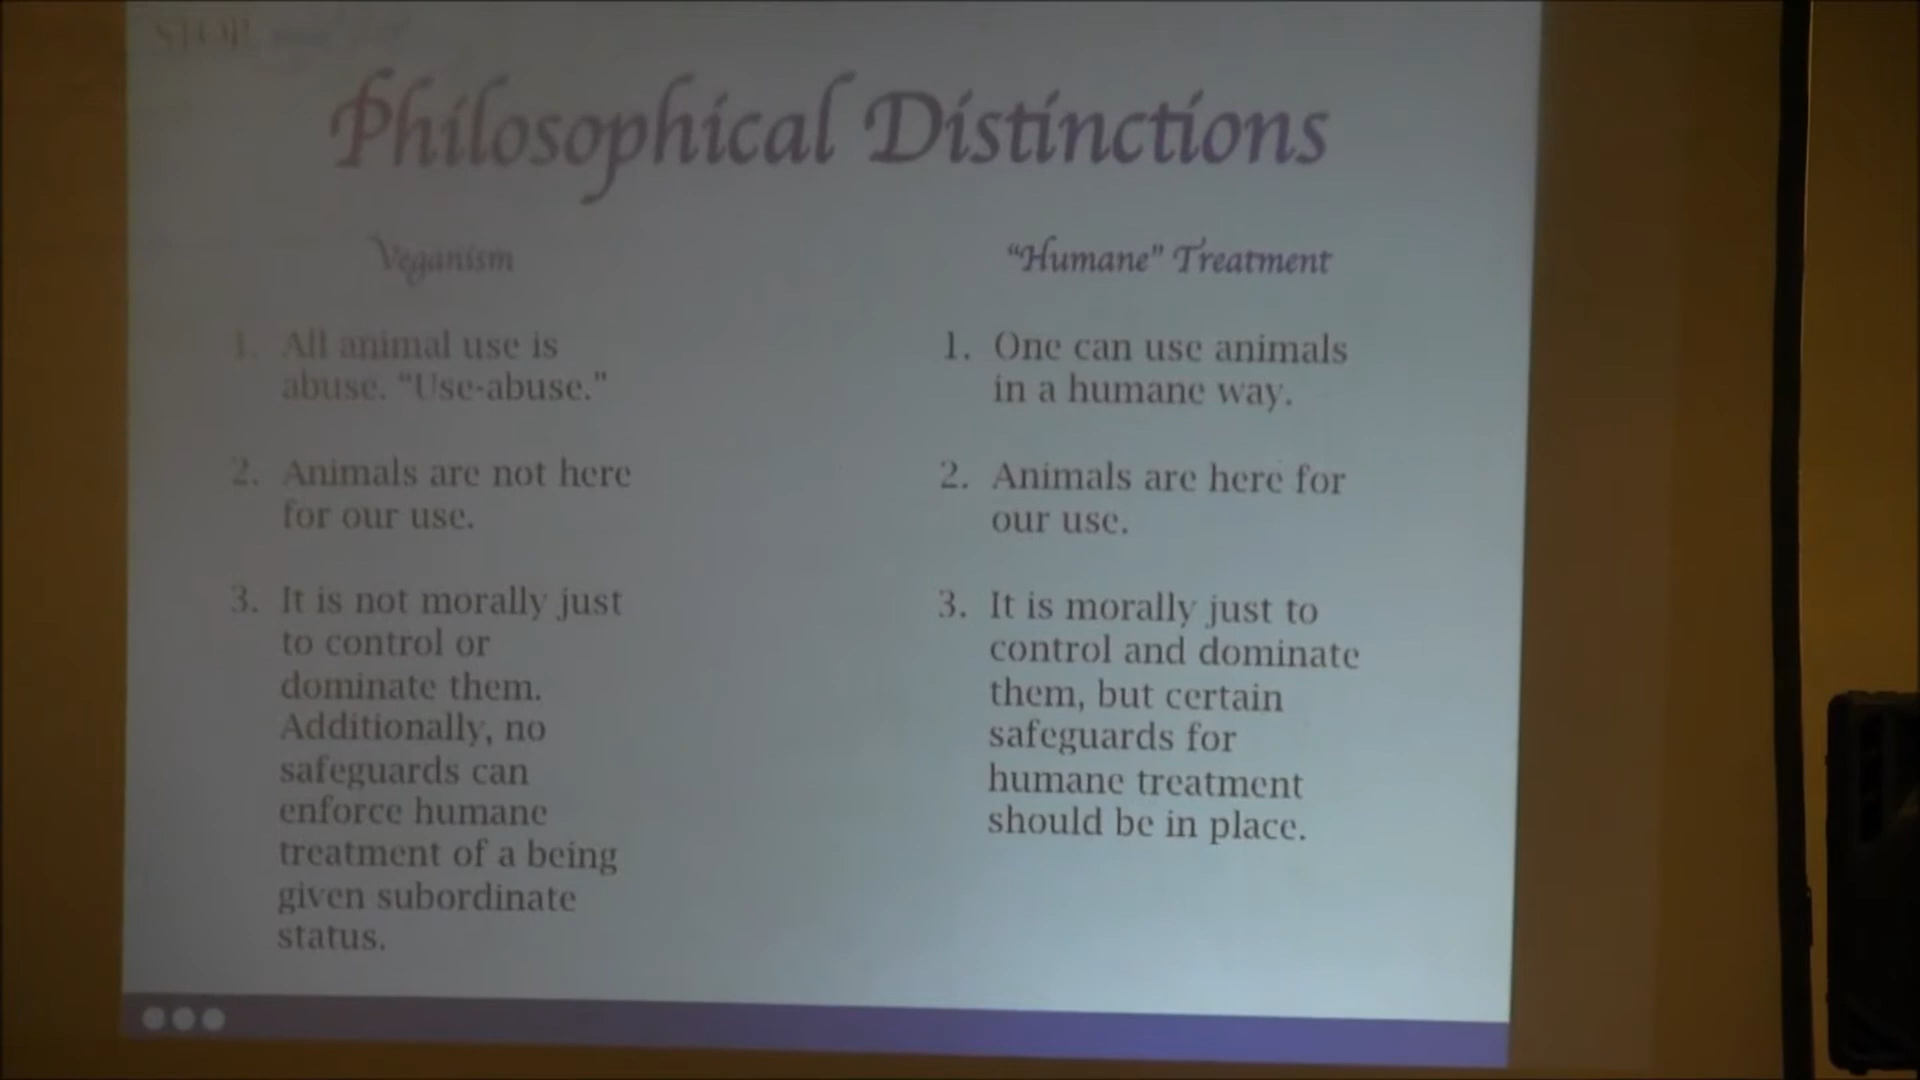 STOP
Philosophical Distinctions
Veganism
1. All animal use is
abuse. “Use-abuse.”
2. Animals are not here
for our use.
3. It is not morally just
to control or
dominate them.
Additionally, no
safeguards can
enforce humane
treatment of a being
given subordinate
status.
“Humane” Treatment
1. One can use animals
in a humane way.
2. Animals are here for
our use.
3. It is morally just to
control and dominate
them, but certain
safeguards for
humane treatment
should be in place.